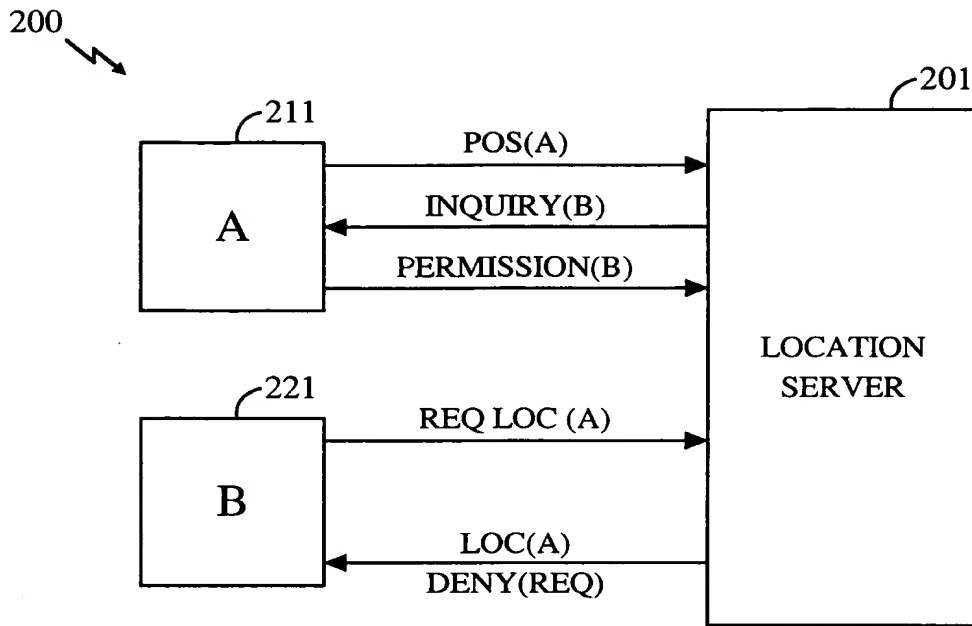 200
201
211
POS(A)
INQUIRY(B)
A
PERMISSION(B)
LOCATION
SERVER
221
REQ LOC (A)
B
LOC(A)
DENY(REQ)